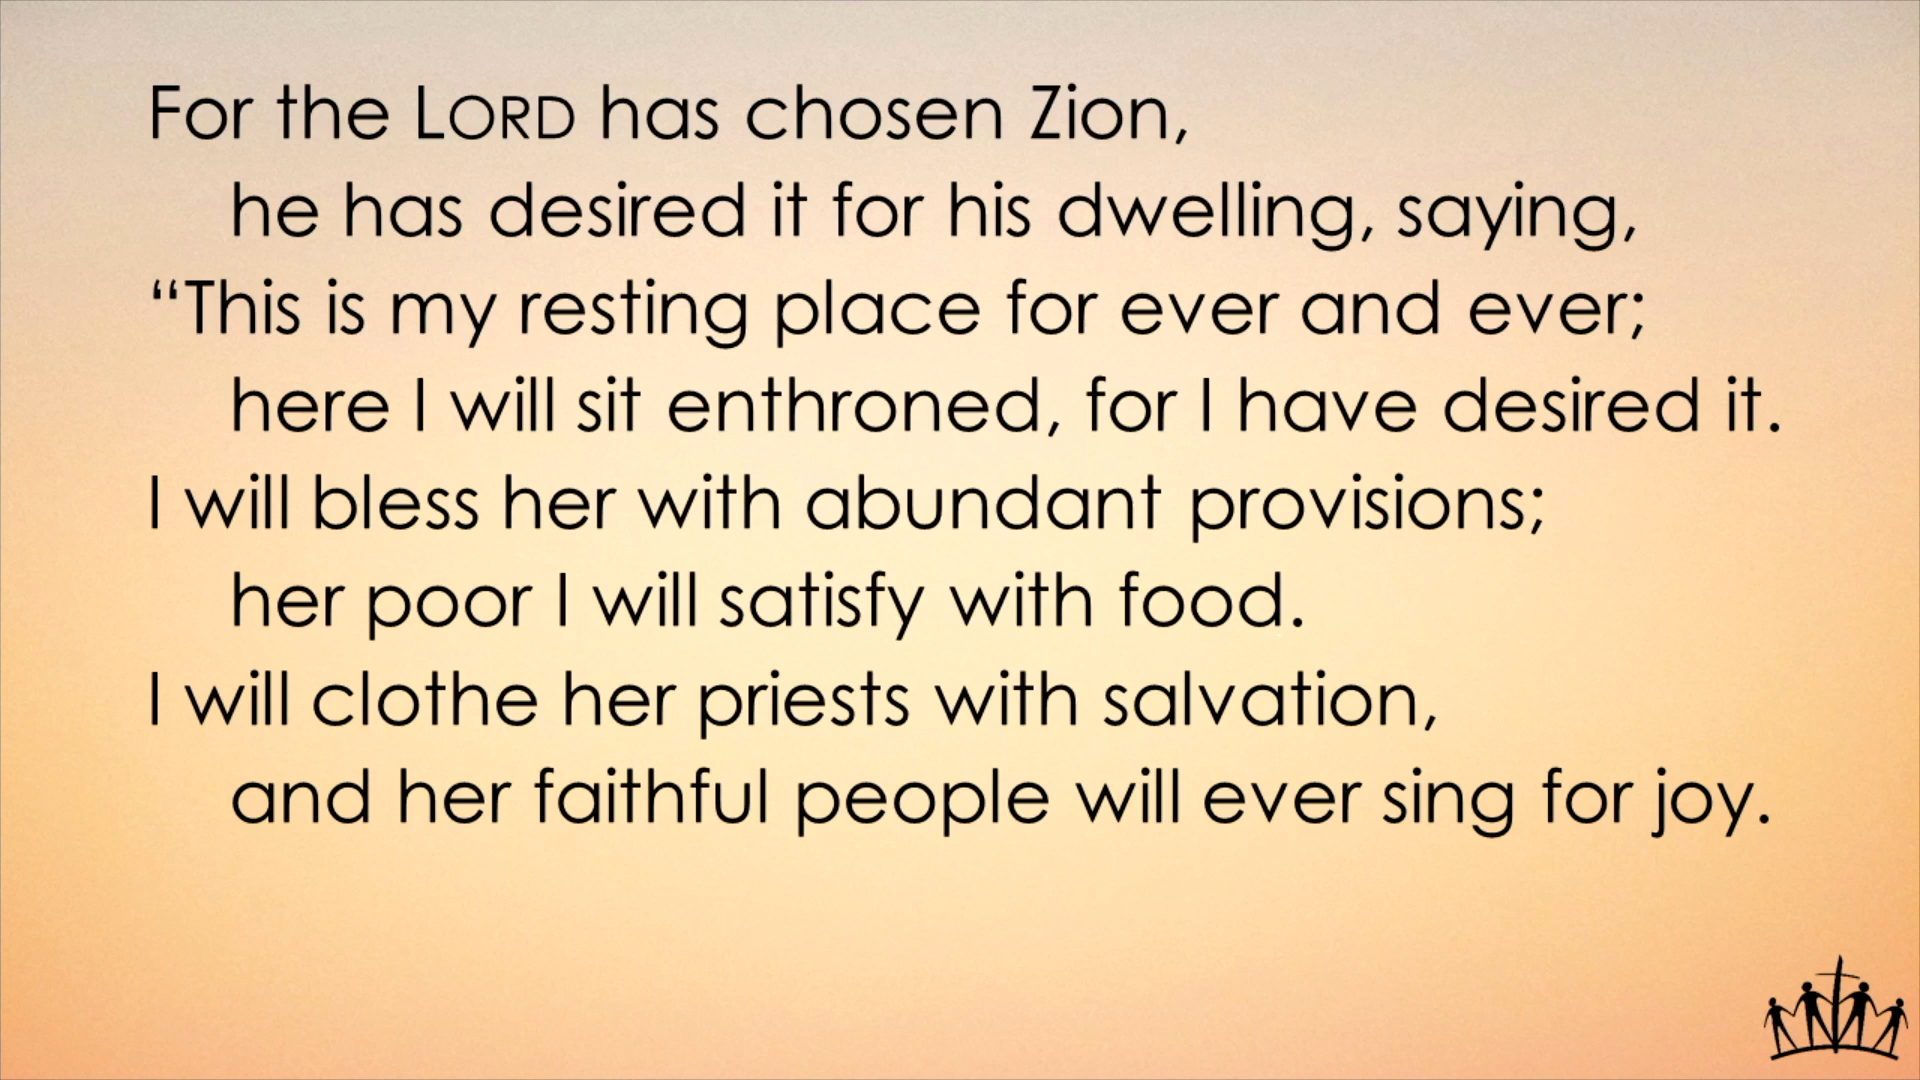 For the LORD has chosen Zion,
he has desired it for his dwelling, saying,
“This is my resting place for ever and ever;
here I will sit enthroned, for I have desired it.
I will bless her with abundant provisions;
her poor I will satisfy with food.
I will clothe her priests with salvation,
and her faithful people will ever sing for joy.